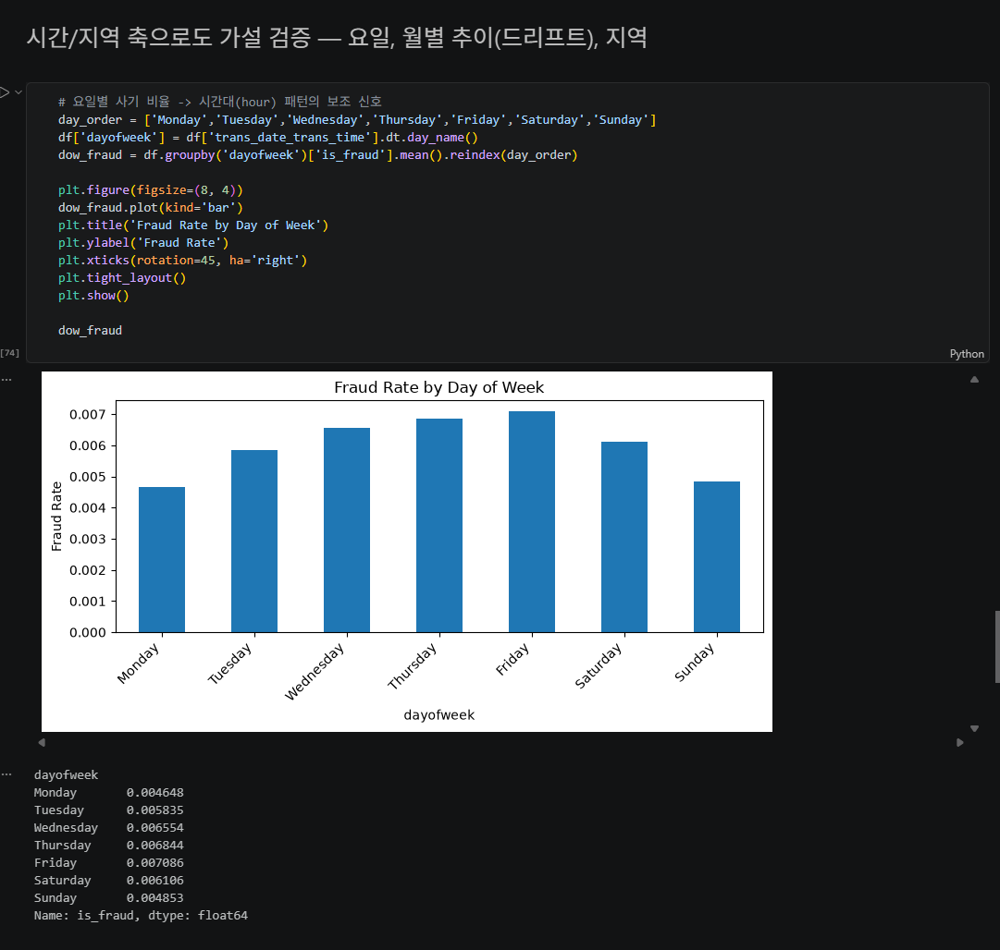 시간/지역 축으로도 가설 검증 — 요일, 월별 추이(드리프트), 지역
# 요일별 사기 비율 -> 시간대(hour) 패턴의 보조 신호
day_order = ['Monday','Tuesday','Wednesday','Thursday','Friday','Saturday','Sunday']
df['dayofweek'] = df['trans_date_trans_time'].dt.day_name()
dow_fraud = df.groupby('dayofweek')['is_fraud'].mean().reindex(day_order)
plt.figure(figsize=(8, 4))
dow_fraud.plot(kind='bar')
plt.title('Fraud Rate by Day of Week')
plt.ylabel('Fraud Rate')
plt.xticks(rotation=45, ha='right')
plt.tight_layout()
plt.show()
dow_fraud
[74]
Python
Fraud Rate by Day of Week
Fraud Rate
0.007
0.006
0.005
0.004
0.003
0.002
0.001
0.000
Monday
Tuesday
Wednesday
Thursday
Friday
Saturday
Sunday
dayofweek
dayofweek
Monday 0.004648
Tuesday 0.005835
Wednesday 0.006554
Thursday 0.006844
Friday 0.007086
Saturday 0.006106
Sunday 0.004853
Name: is_fraud, dtype: float64